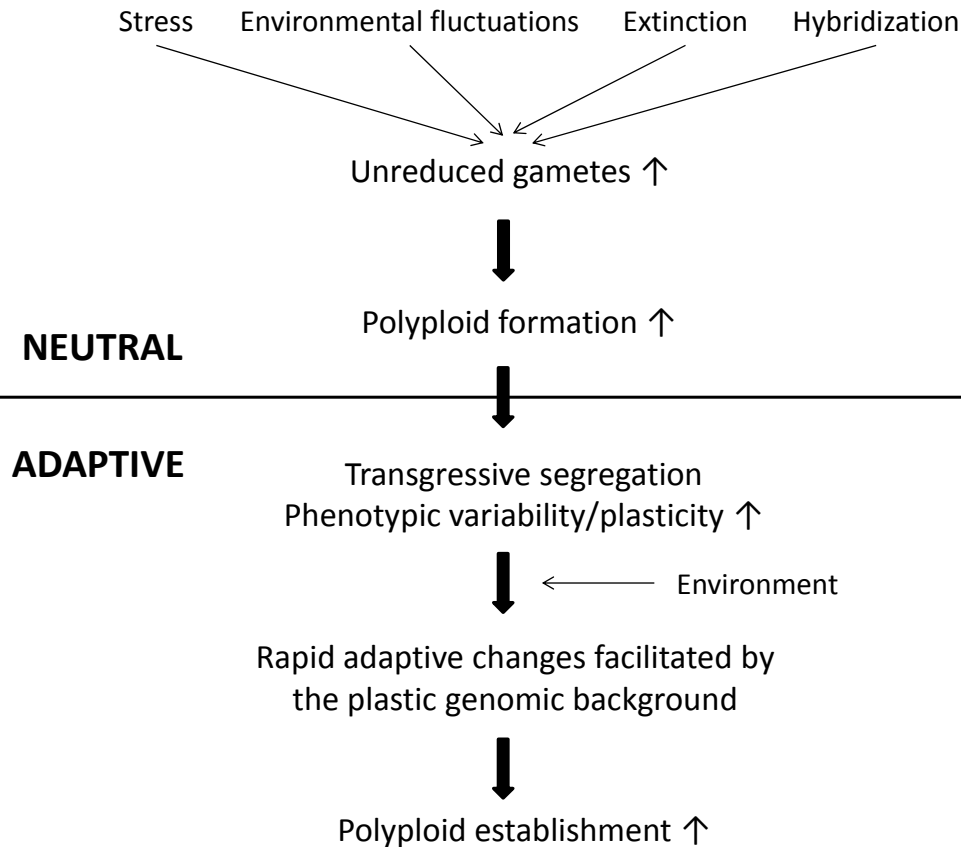 Stress Environmental fluctuations Extinction Hybridization
Unreduced gametes ↑
Polyploid formation ↑
NEUTRAL
ADAPTIVE
Transgressive segregation
Phenotypic variability/plasticity ↑
Environment
Rapid adaptive changes facilitated by
the plastic genomic background
Polyploid establishment ↑